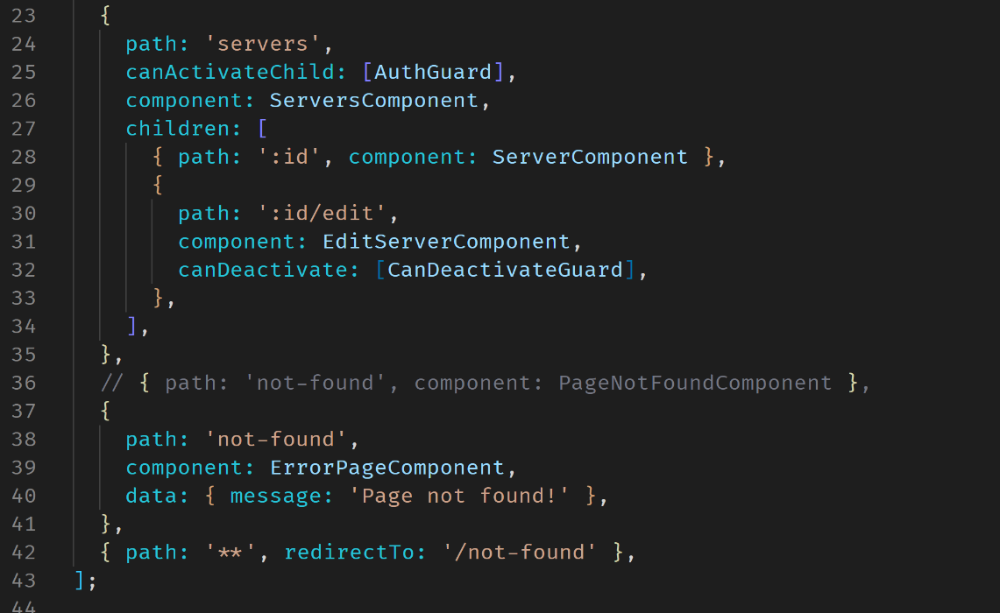 23 {
24 path: 'servers',
25 canActivateChild: [AuthGuard],
26 component: ServersComponent,
27 children: [
28 { path: ':id', component: ServerComponent },
29 {
30 path: ':id/edit',
31 component: EditServerComponent,
32 canDeactivate: [CanDeactivateGuard],
33 },
34 ],
35 },
36 // { path: 'not-found', component: PageNotFoundComponent },
37 {
38 path: 'not-found',
39 component: ErrorPageComponent,
40 data: { message: 'Page not found!' },
41 },
42 { path: '**', redirectTo: '/not-found' },
43 ];
44